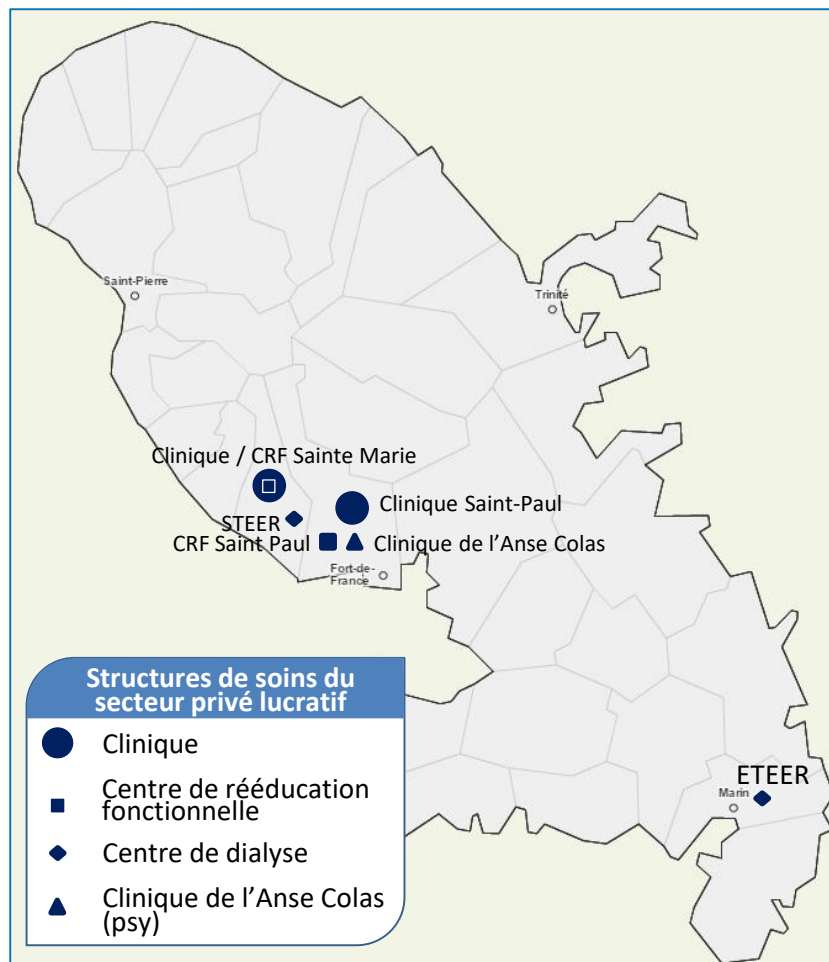 Saint-Pierre
Trinité
Clinique / CRF Sainte Marie
Clinique Saint-Paul
STEER
CRF Saint Paul
Clinique de l’Anse Colas
Fort-de-
France
Structures de soins du
secteur privé lucratif
Clinique
Centre de rééducation
fonctionnelle
Centre de dialyse
Clinique de l’Anse Colas
(psy)
ETEER
Marin